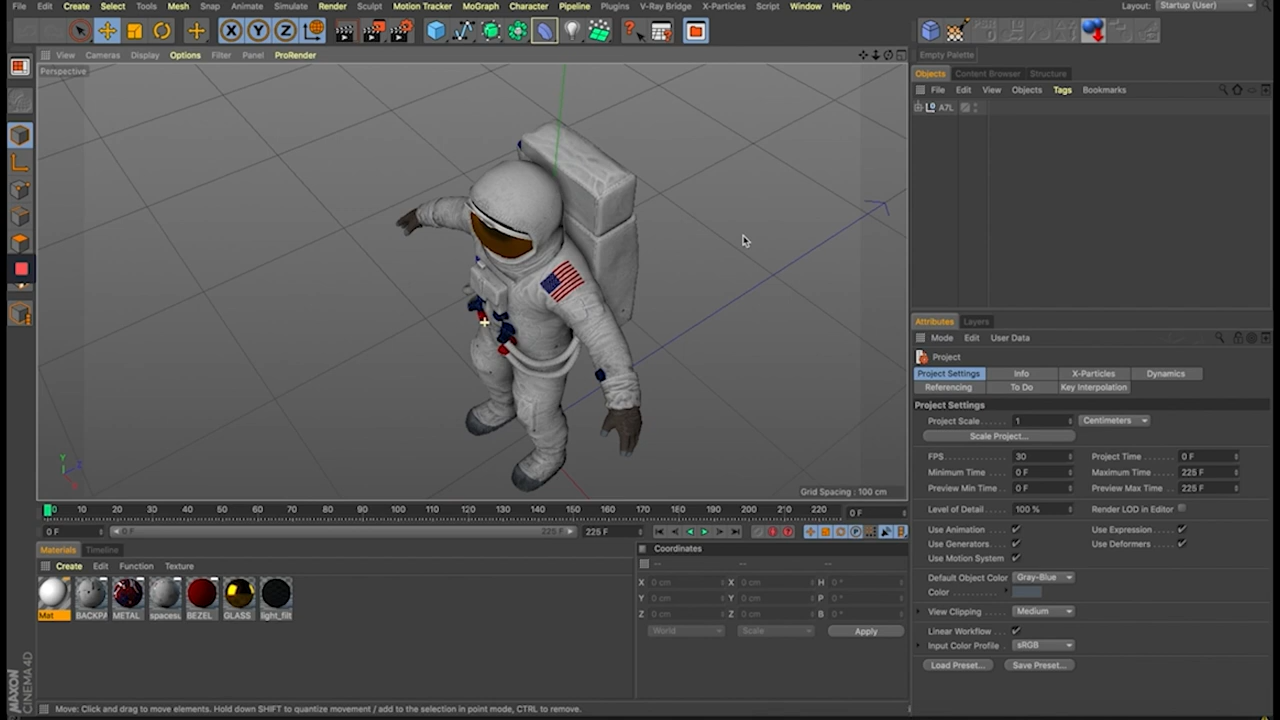 File Edit Create Select Tools Mesh Snap Animate Simulate Render Sculpt Motion Tracker MoGraph Character Pipeline Plugins V-Ray Bridge X-Particles Script Window Help Layout: Startup (User)
Empty Palette
View Cameras Display Options Filter Panel ProRender
Objects Content Browser Structure
Perspective
File Edit View Objects Tags Bookmarks
A7L
Attributes Layers
Mode Edit User Data
Project
Project Settings Info X-Particles Dynamics
Referencing To Do Key Interpolation
Project Settings
Project Scale 1 Centimeters
Scale Project...
FPS 30 Project Time 0 F
Minimum Time 0 F Maximum Time 225 F
Preview Min Time 0 F Preview Max Time 225 F
Level of Detail 100 % Render LOD in Editor
Use Animation Use Expression
Use Generators Use Deformers
Use Motion System
Default Object Color Gray-Blue
Color
View Clipping Medium
Linear Workflow
Input Color Profile sRGB
Load Preset... Save Preset...
Y Z X
Grid Spacing : 100 cm
0 10 20 30 40 50 60 70 80 90 100 110 120 130 140 150 160 170 180 190 200 210 220 0 F
0 F 0 F 225 F 225 F
Materials Timeline
Create Edit Function Texture
Mat BACKPA METAL spacesu BEZEL GLASS light_filt
Coordinates
-- -- --
X 0 cm X 0 cm H 0 °
Y 0 cm Y 0 cm P 0 °
Z 0 cm Z 0 cm B 0 °
World Scale Apply
MAXON CINEMA4D
Move: Click and drag to move elements. Hold down SHIFT to quantize movement / add to the selection in point mode, CTRL to remove.